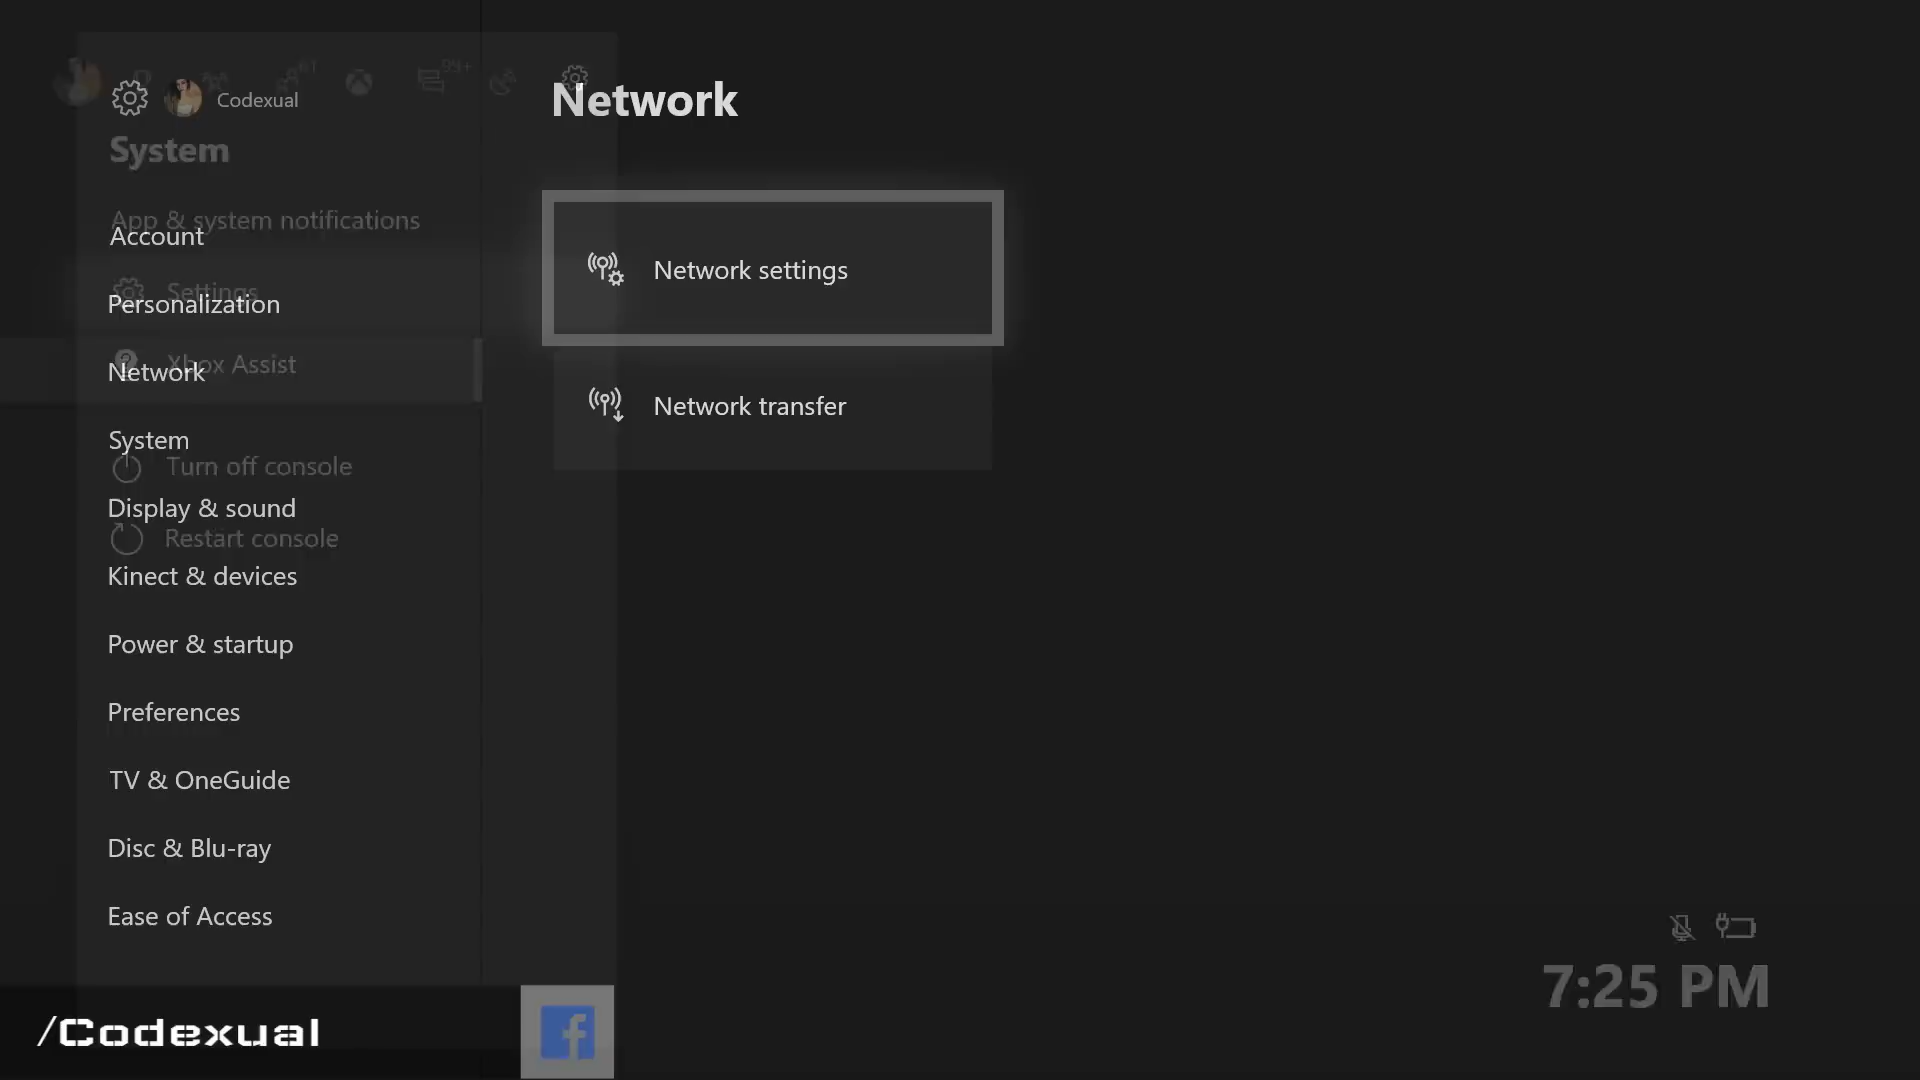 61
99+
Codexual
Network
System
App & system notifications
Account
Settings
Personalization
Xbox Assist
Network
System
Turn off console
Display & sound
Restart console
Kinect & devices
Power & startup
Preferences
TV & OneGuide
Disc & Blu-ray
Ease of Access
Network settings
Network transfer
7:25 PM
/Codexual
f